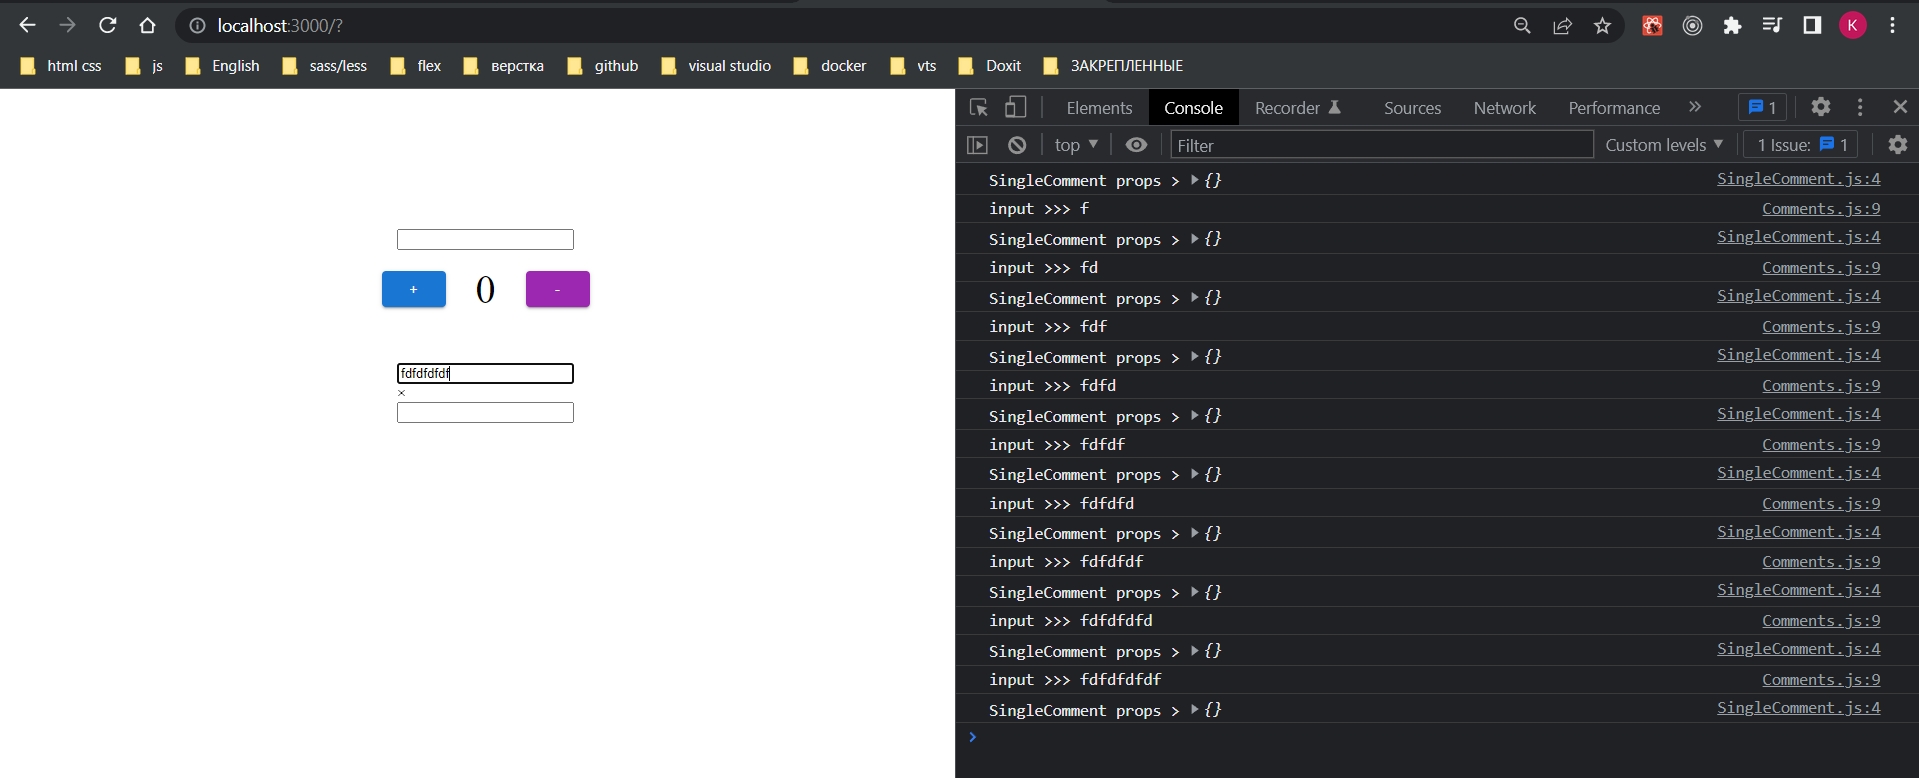 localhost:3000/?
K
html css js English sass/less flex верстка github visual studio docker vts Doxit ЗАКРЕПЛЕННЫЕ
Elements Console Recorder Sources Network Performance » 1
top Filter Custom levels 1 Issue: 1
+ 0 -
fdfdfdfdf
×
SingleComment props > {} SingleComment.js:4
input >>> f Comments.js:9
SingleComment props > {} SingleComment.js:4
input >>> fd Comments.js:9
SingleComment props > {} SingleComment.js:4
input >>> fdf Comments.js:9
SingleComment props > {} SingleComment.js:4
input >>> fdfd Comments.js:9
SingleComment props > {} SingleComment.js:4
input >>> fdfdf Comments.js:9
SingleComment props > {} SingleComment.js:4
input >>> fdfdfd Comments.js:9
SingleComment props > {} SingleComment.js:4
input >>> fdfdfdf Comments.js:9
SingleComment props > {} SingleComment.js:4
input >>> fdfdfdfd Comments.js:9
SingleComment props > {} SingleComment.js:4
input >>> fdfdfdfdf Comments.js:9
SingleComment props > {} SingleComment.js:4